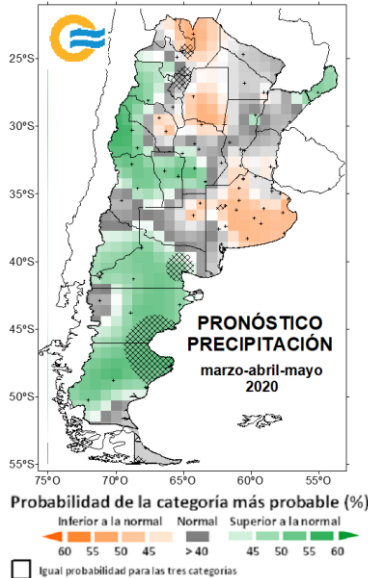 25°S
30°S
35°S
40°S
45°S
50°S
55°S
PRONÓSTICO
PRECIPITACIÓN
marzo-abril-mayo
2020
75°O 70°O 65°O 60°O 55°O
Probabilidad de la categoría más probable (%)
Inferior a la normal Normal Superior a la normal
60 55 50 45 > 40 45 50 55 60
Igual probabilidad para las tres categorías